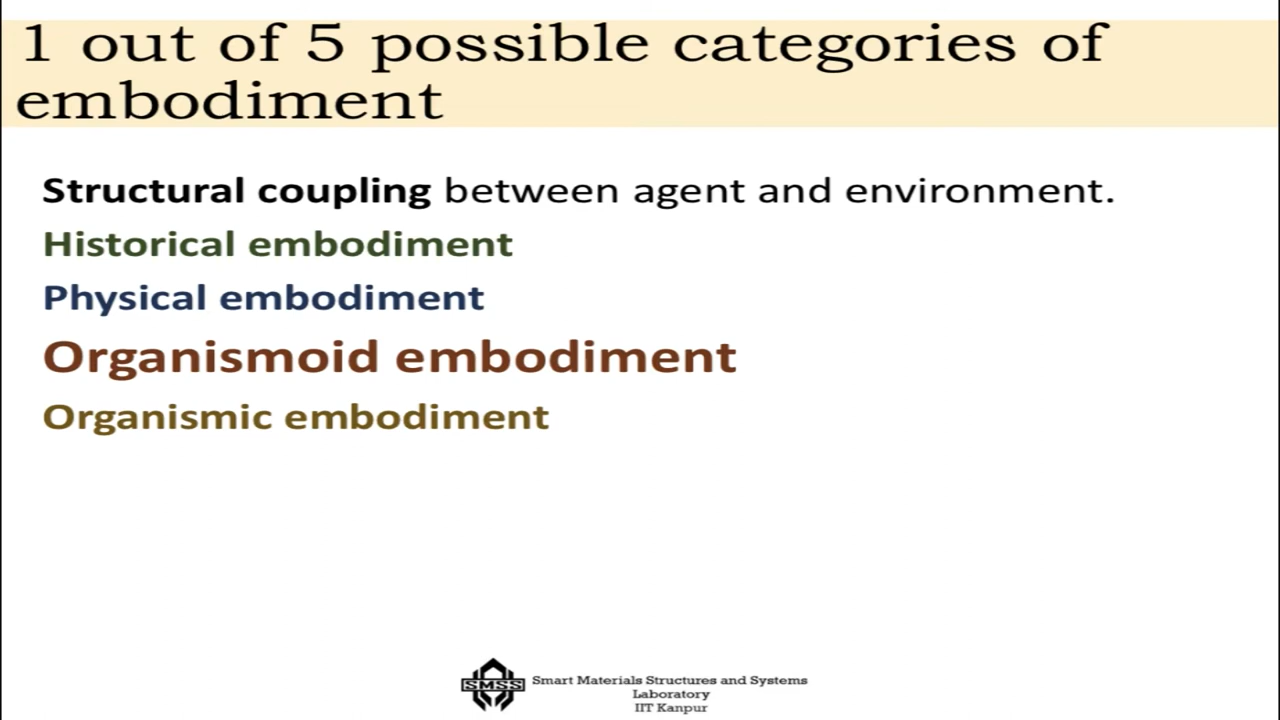 1 out of 5 possible categories of
embodiment
Structural coupling between agent and environment.
Historical embodiment
Physical embodiment
Organismoid embodiment
Organismic embodiment
SMSS
Smart Materials Structures and Systems
Laboratory
IIT Kanpur